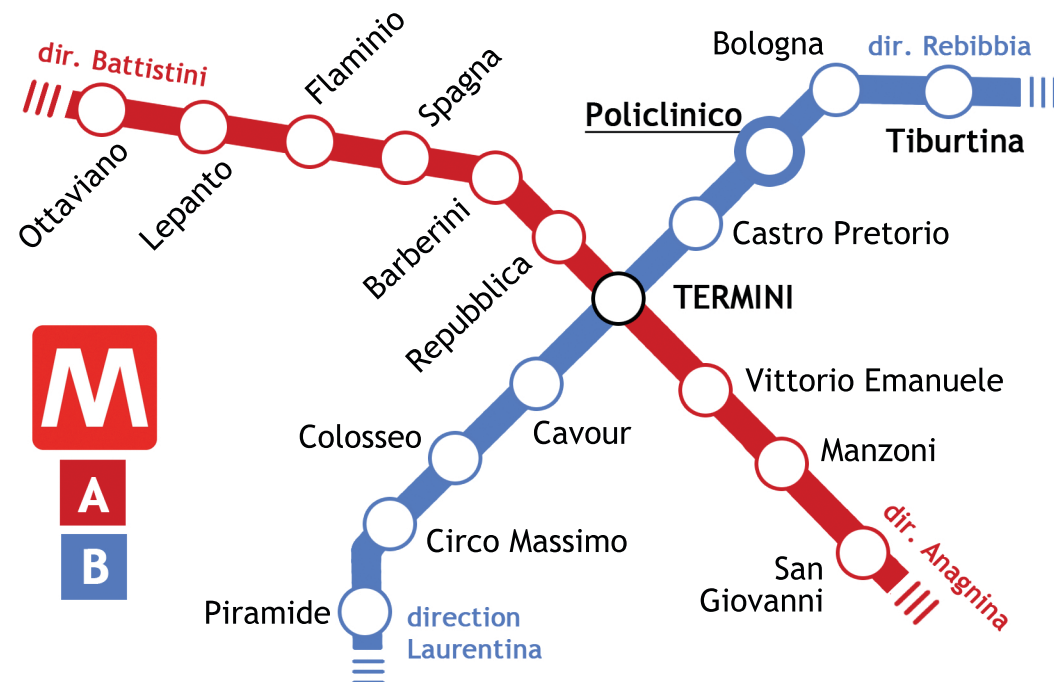 dir. Battistini
Flaminio
Spagna
Bologna
dir. Rebibbia
Policlinico
Tiburtina
Ottaviano
Lepanto
Barberini
Castro Pretorio
Repubblica
TERMINI
M
Vittorio Emanuele
Colosseo
Cavour
Manzoni
A
dir. Anagnina
Circo Massimo
B
San
Giovanni
Piramide
direction
Laurentina